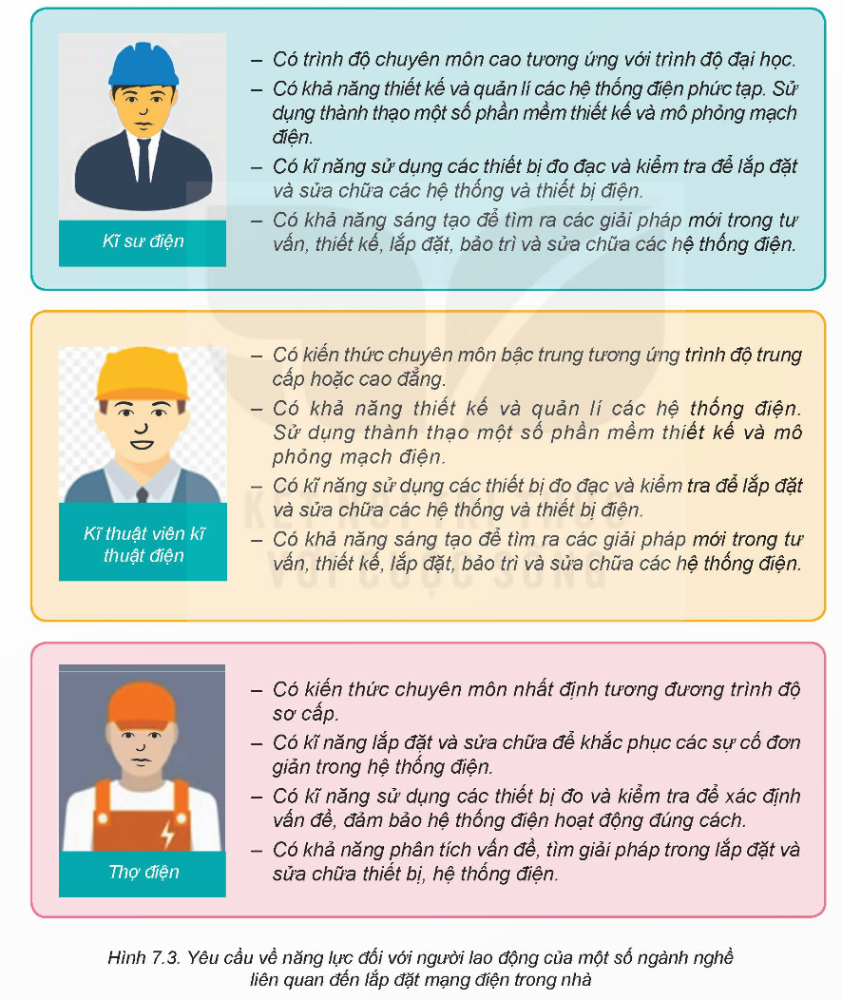 – Có trình độ chuyên môn cao tương ứng với trình độ đại học.
– Có khả năng thiết kế và quản lí các hệ thống điện phức tạp. Sử
dụng thành thạo một số phần mềm thiết kế và mô phỏng mạch
điện.
– Có kĩ năng sử dụng các thiết bị đo đạc và kiểm tra để lắp đặt
và sửa chữa các hệ thống và thiết bị điện.
– Có khả năng sáng tạo để tìm ra các giải pháp mới trong tư
vấn, thiết kế, lắp đặt, bảo trì và sửa chữa các hệ thống điện.
Kĩ sư điện
– Có kiến thức chuyên môn bậc trung tương ứng trình độ trung
cấp hoặc cao đẳng.
– Có khả năng thiết kế và quản lí các hệ thống điện.
Sử dụng thành thạo một số phần mềm thiết kế và mô
phỏng mạch điện.
– Có kĩ năng sử dụng các thiết bị đo đạc và kiểm tra để lắp đặt
và sửa chữa các hệ thống và thiết bị điện.
– Có khả năng sáng tạo để tìm ra các giải pháp mới trong tư
vấn, thiết kế, lắp đặt, bảo trì và sửa chữa các hệ thống điện.
Kĩ thuật viên kĩ
thuật điện
KẾT NỐI TRI THỨC
VỚI CUỘC SỐNG
– Có kiến thức chuyên môn nhất định tương đương trình độ
sơ cấp.
– Có kĩ năng lắp đặt và sửa chữa để khắc phục các sự cố đơn
giản trong hệ thống điện.
– Có kĩ năng sử dụng các thiết bị đo và kiểm tra để xác định
vấn đề, đảm bảo hệ thống điện hoạt động đúng cách.
– Có khả năng phân tích vấn đề, tìm giải pháp trong lắp đặt và
sửa chữa thiết bị, hệ thống điện.
Thợ điện
Hình 7.3. Yêu cầu về năng lực đối với người lao động của một số ngành nghề
liên quan đến lắp đặt mạng điện trong nhà